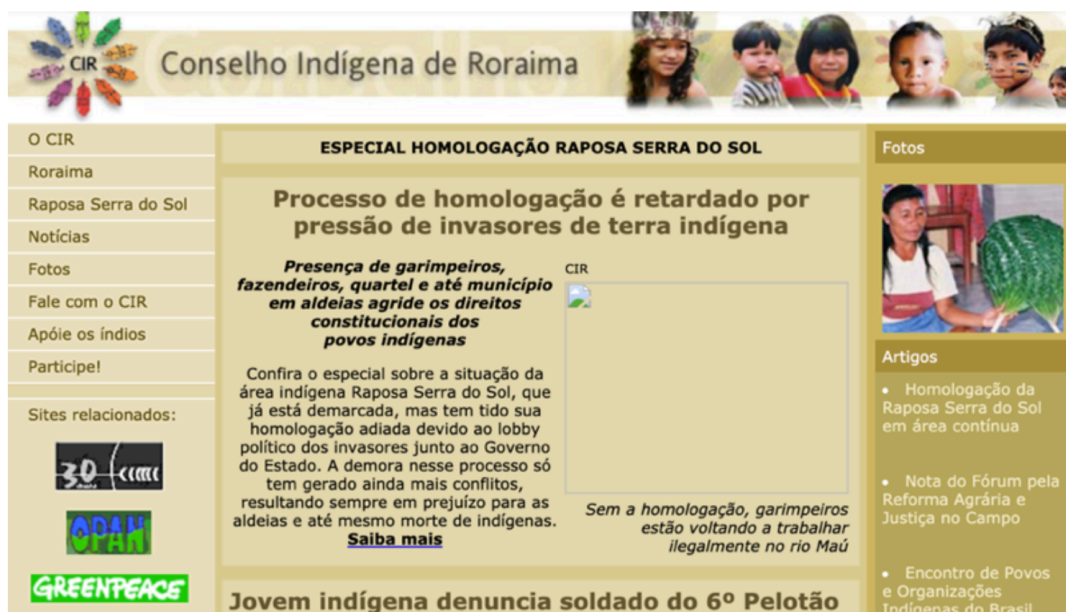 CIR
Conselho Indígena de Roraima
O CIR
Roraima
Raposa Serra do Sol
Notícias
Fotos
Fale com o CIR
Apóie os índios
Participe!
Sites relacionados:
30
OPAN
GREENPEACE
ESPECIAL HOMOLOGAÇÃO RAPOSA SERRA DO SOL
Processo de homologação é retardado por
pressão de invasores de terra indígena
Presença de garimpeiros,
fazendeiros, quartel e até município
em aldeias agride os direitos
constitucionais dos
povos indígenas
Confira o especial sobre a situação da
área indígena Raposa Serra do Sol, que
já está demarcada, mas tem tido sua
homologação adiada devido ao lobby
político dos invasores junto ao Governo
do Estado. A demora nesse processo só
tem gerado ainda mais conflitos,
resultando sempre em prejuízo para as
aldeias e até mesmo morte de indígenas.
Saiba mais
CIR
Sem a homologação, garimpeiros
estão voltando a trabalhar
ilegalmente no rio Maú
Jovem indígena denuncia soldado do 6º Pelotão
Fotos
Artigos
• Homologação da
Raposa Serra do Sol
em área contínua
• Nota do Fórum pela
Reforma Agrária e
Justiça no Campo
• Encontro de Povos
e Organizações
Indígenas do Brasil